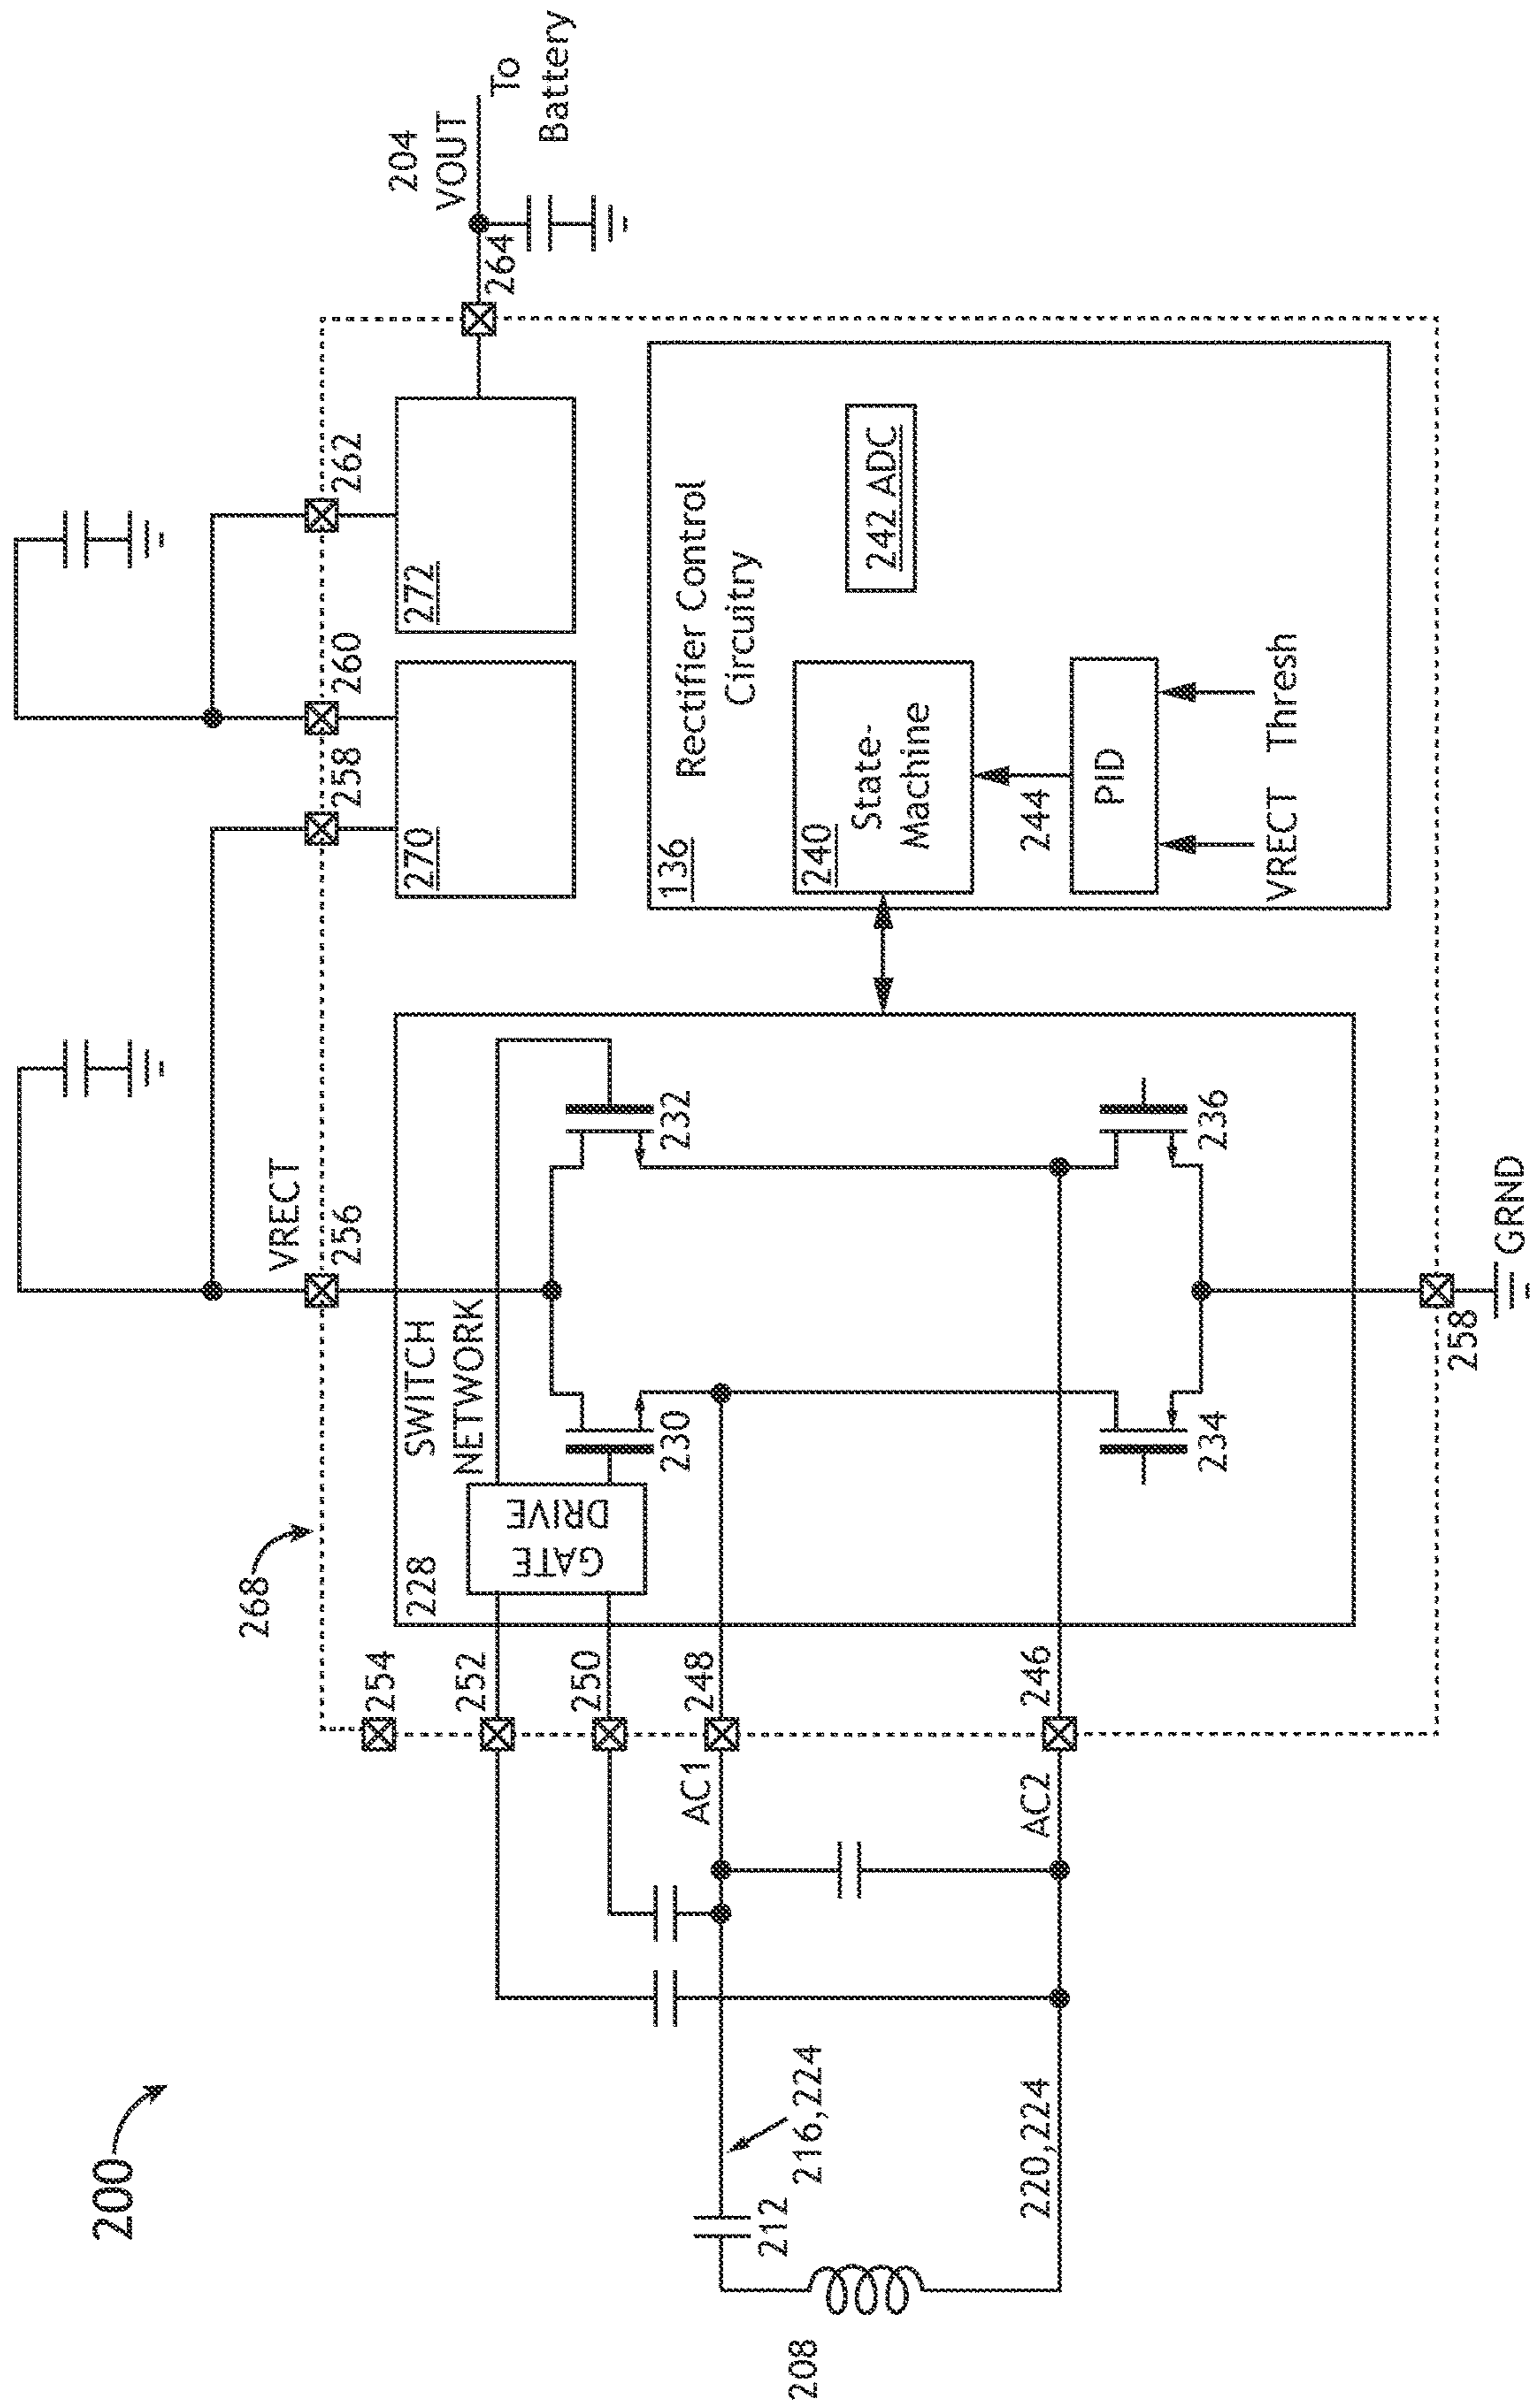 200
268
VRECT
256
258
260
262
264
204
VOUT
To
Battery
254
252
250
248
246
AC1
AC2
228
SWITCH
NETWORK
GATE
DRIVE
230
232
234
236
270
272
136
Rectifier Control
Circuitry
240
State-
Machine
242 ADC
244
PID
VRECT Thresh
212
216,224
220,224
208
258
GRND